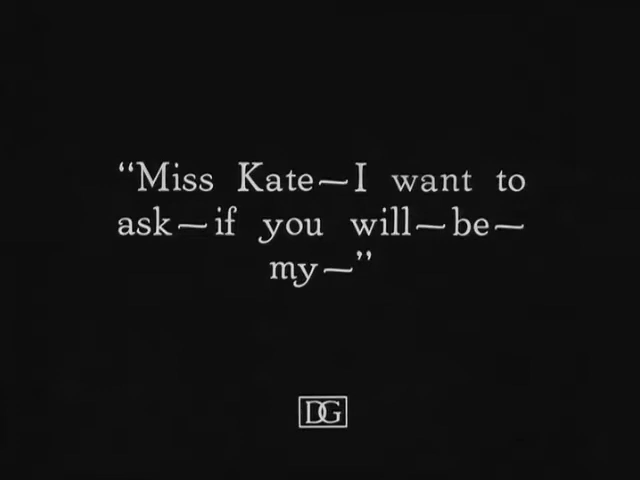 “Miss Kate—I want to
ask—if you will—be—
my—”
DG